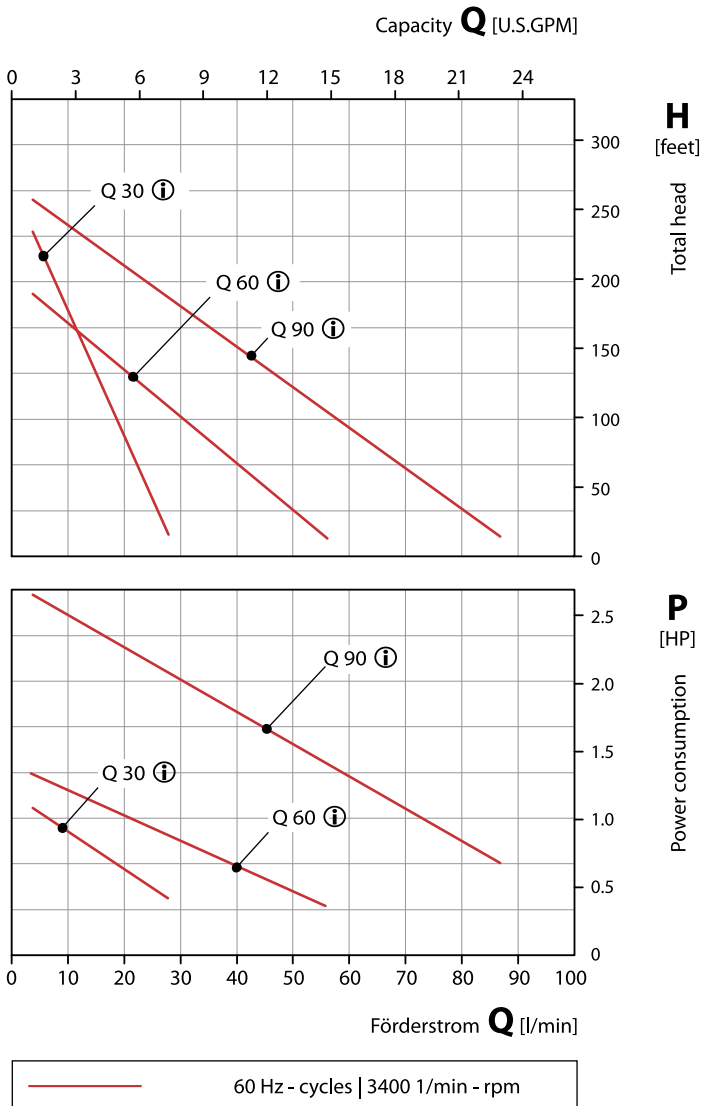 Capacity Q [U.S.GPM]
0 3 6 9 12 15 18 21 24
H
[feet]
Total head
300
250
200
150
100
50
0
Q 30 i
Q 60 i
Q 90 i
P
[HP]
Power consumption
2.5
2.0
1.5
1.0
0.5
0
Q 90 i
Q 30 i
Q 60 i
0 10 20 30 40 50 60 70 80 90 100
Förderstrom Q [l/min]
60 Hz - cycles | 3400 1/min - rpm